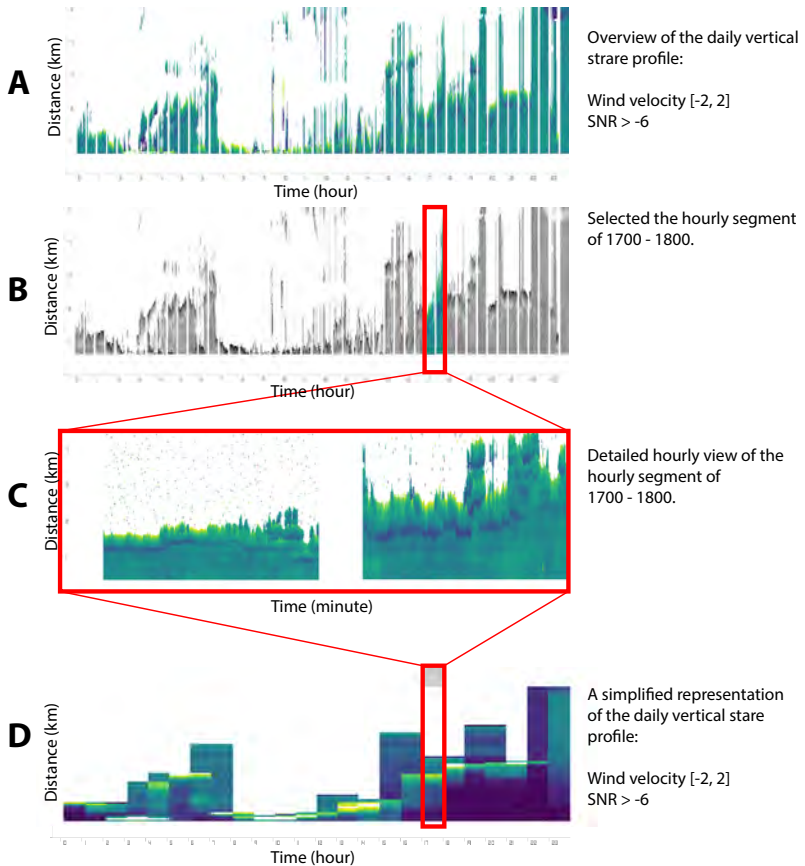 A
Distance (km)
Overview of the daily vertical
strare profile:
Wind velocity [-2, 2]
SNR > -6
Time (hour)
B
Distance (km)
Selected the hourly segment
of 1700 - 1800.
Time (hour)
C
Distance (km)
Detailed hourly view of the
hourly segment of
1700 - 1800.
Time (minute)
D
Distance (km)
A simplified representation
of the daily vertical stare
profile:
Wind velocity [-2, 2]
SNR > -6
Time (hour)